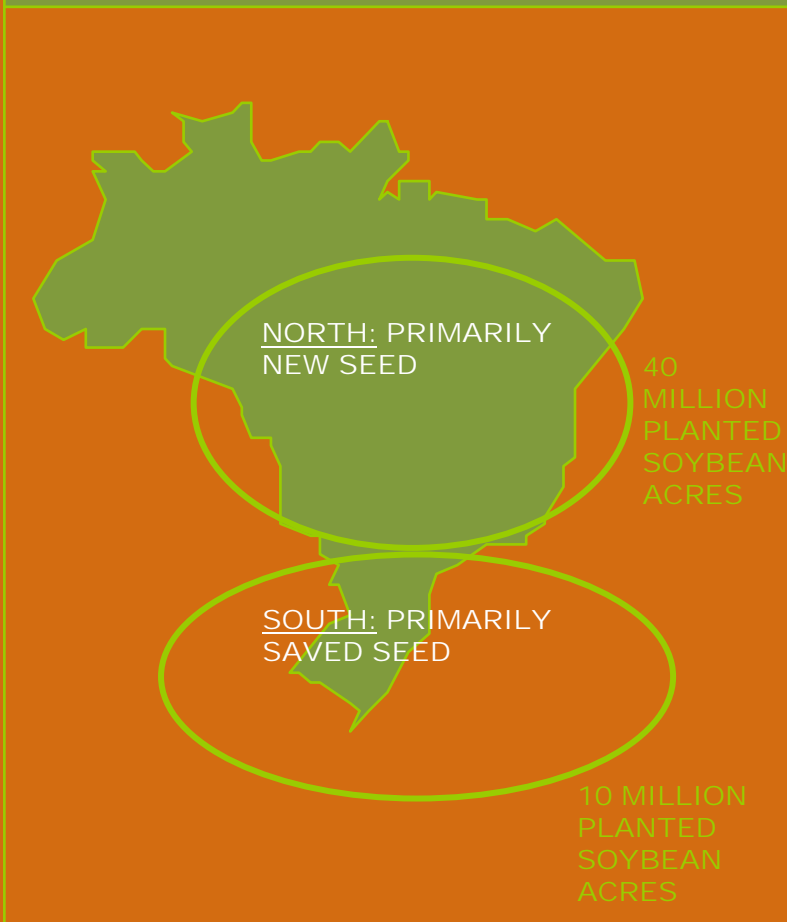 NORTH: PRIMARILY
NEW SEED
40
MILLION
PLANTED
SOYBEAN
ACRES
SOUTH: PRIMARILY
SAVED SEED
10 MILLION
PLANTED
SOYBEAN
ACRES